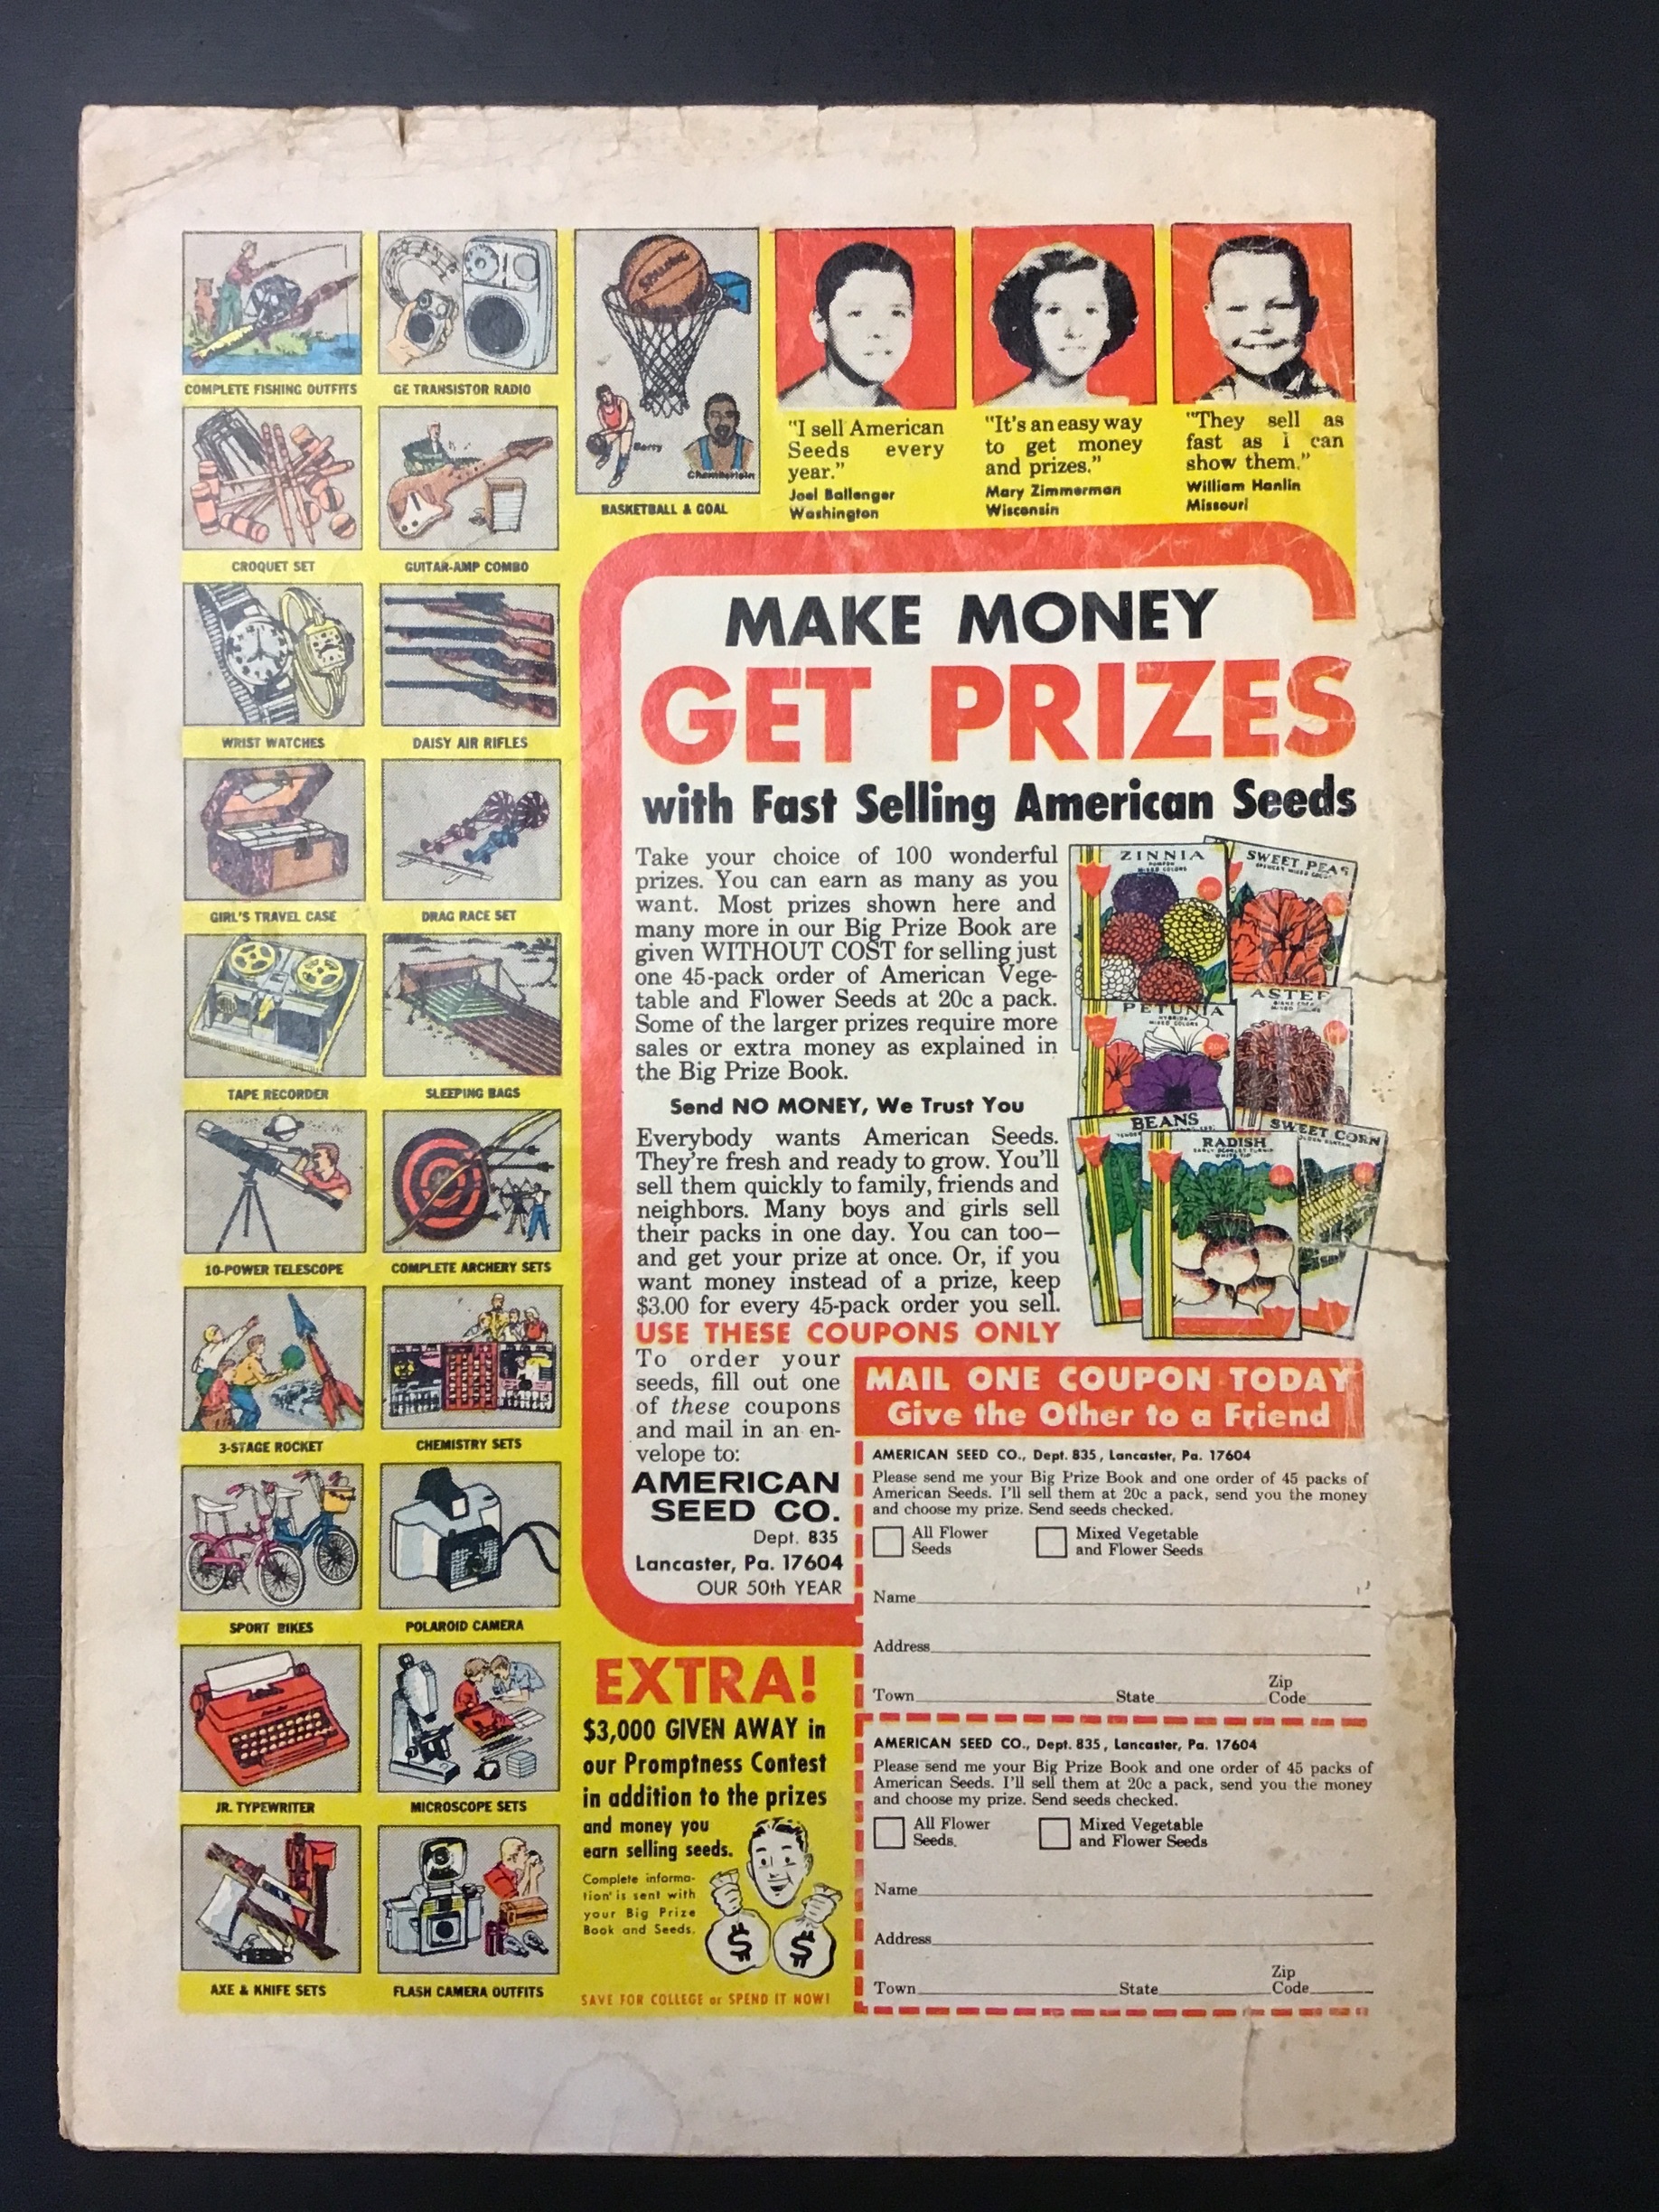 COMPLETE FISHING OUTFITS
GE TRANSISTOR RADIO
SPALDING
Barry
Chamberlain
BASKETBALL & GOAL
"I sell American
Seeds every
year."
Joel Ballenger
Washington
"It's an easy way
to get money
and prizes."
Mary Zimmerman
Wisconsin
"They sell as
fast as i can
show them."
William Hanlin
Missouri
CROQUET SET
GUITAR-AMP COMBO
WRIST WATCHES
DAISY AIR RIFLES
GIRL'S TRAVEL CASE
DRAG RACE SET
TAPE RECORDER
SLEEPING BAGS
10-POWER TELESCOPE
COMPLETE ARCHERY SETS
3-STAGE ROCKET
CHEMISTRY SETS
SPORT BIKES
POLAROID CAMERA
JR. TYPEWRITER
MICROSCOPE SETS
AXE & KNIFE SETS
FLASH CAMERA OUTFITS
MAKE MONEY
GET PRIZES
with Fast Selling American Seeds
Take your choice of 100 wonderful
prizes. You can earn as many as you
want. Most prizes shown here and
many more in our Big Prize Book are
given WITHOUT COST for selling just
one 45-pack order of American Vege-
table and Flower Seeds at 20c a pack.
Some of the larger prizes require more
sales or extra money as explained in
the Big Prize Book.
Send NO MONEY, We Trust You
Everybody wants American Seeds.
They're fresh and ready to grow. You'll
sell them quickly to family, friends and
neighbors. Many boys and girls sell
their packs in one day. You can too—
and get your prize at once. Or, if you
want money instead of a prize, keep
$3.00 for every 45-pack order you sell.
USE THESE COUPONS ONLY
To order your
seeds, fill out one
of these coupons
and mail in an en-
velope to:
AMERICAN
SEED CO.
Dept. 835
Lancaster, Pa. 17604
OUR 50th YEAR
ZINNIA
MIXED COLORS
SWEET PEAS
PETUNIA
MIXED COLORS
ASTER
MIXED COLORS
BEANS
RADISH
EARLY SCARLET TURNIP
WHITE TIP
SWEET CORN
MAIL ONE COUPON TODAY
Give the Other to a Friend
AMERICAN SEED CO., Dept. 835, Lancaster, Pa. 17604
Please send me your Big Prize Book and one order of 45 packs of
American Seeds. I'll sell them at 20c a pack, send you the money
and choose my prize. Send seeds checked.
All Flower
Seeds
Mixed Vegetable
and Flower Seeds
Name
Address
Town State Zip
Code
AMERICAN SEED CO., Dept. 835, Lancaster, Pa. 17604
Please send me your Big Prize Book and one order of 45 packs of
American Seeds. I'll sell them at 20c a pack, send you the money
and choose my prize. Send seeds checked.
All Flower
Seeds.
Mixed Vegetable
and Flower Seeds
Name
Address
Town State Zip
Code
EXTRA!
$3,000 GIVEN AWAY in
our Promptness Contest
in addition to the prizes
and money you
earn selling seeds.
Complete informa-
tion is sent with
your Big Prize
Book and Seeds.
$ $
SAVE FOR COLLEGE or SPEND IT NOW!